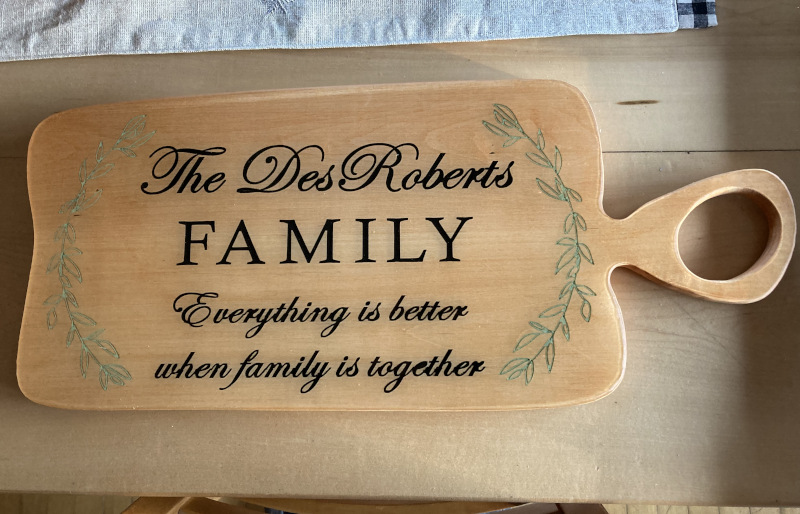 The DesRoberts
FAMILY
Everything is better
when family is together